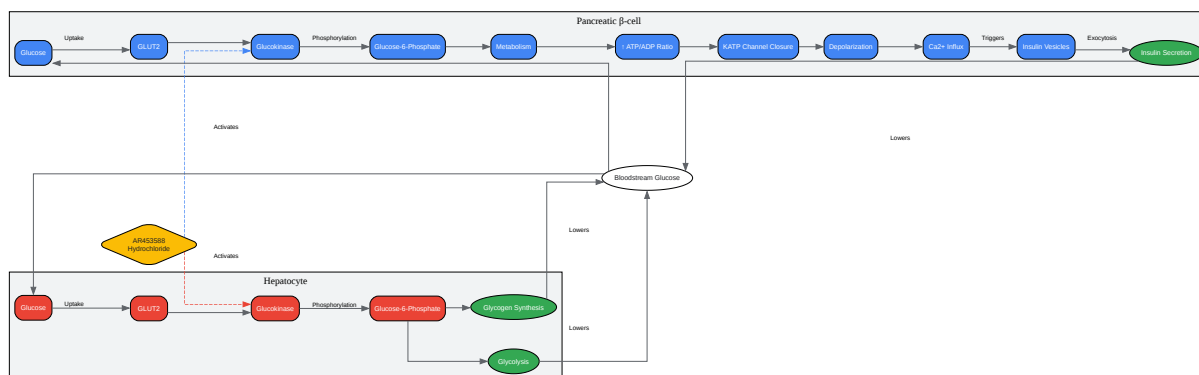 Pancreatic β-cell
Glucose
Uptake
GLUT2
Glucokinase
Phosphorylation
Glucose-6-Phosphate
Metabolism
↑ ATP/ADP Ratio
KATP Channel Closure
Depolarization
Ca2+ Influx
Triggers
Insulin Vesicles
Exocytosis
Insulin Secretion
Activates
Lowers
Bloodstream Glucose
AR453588
Hydrochloride
Lowers
Activates
Hepatocyte
Glucose
Uptake
GLUT2
Glucokinase
Phosphorylation
Glucose-6-Phosphate
Glycogen Synthesis
Lowers
Glycolysis